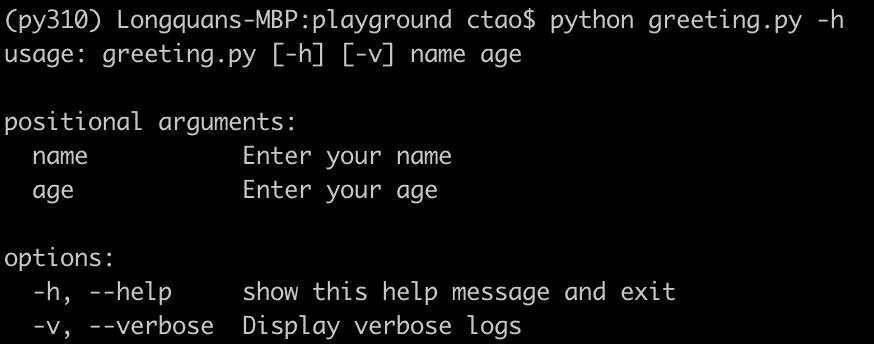 (py310) Longquans-MBP:playground ctao$ python greeting.py -h
usage: greeting.py [-h] [-v] name age

positional arguments:
  name           Enter your name
  age            Enter your age

options:
  -h, --help     show this help message and exit
  -v, --verbose  Display verbose logs